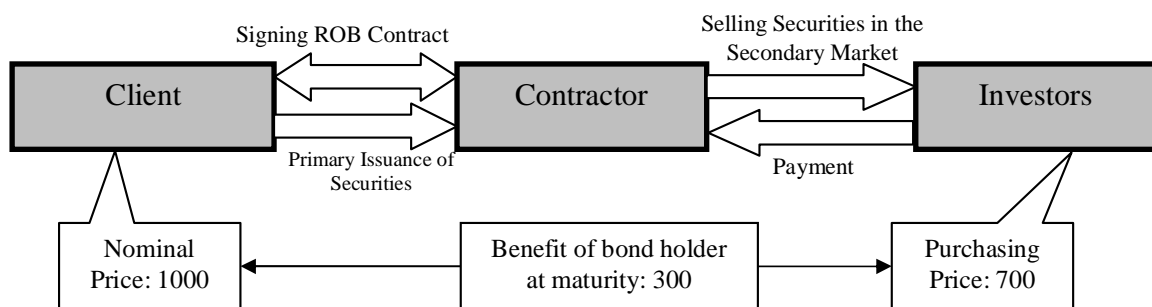 Signing ROB Contract
Selling Securities in the
Secondary Market
Client
Contractor
Investors
Primary Issuance of
Securities
Payment
Nominal
Price: 1000
Benefit of bond holder
at maturity: 300
Purchasing
Price: 700